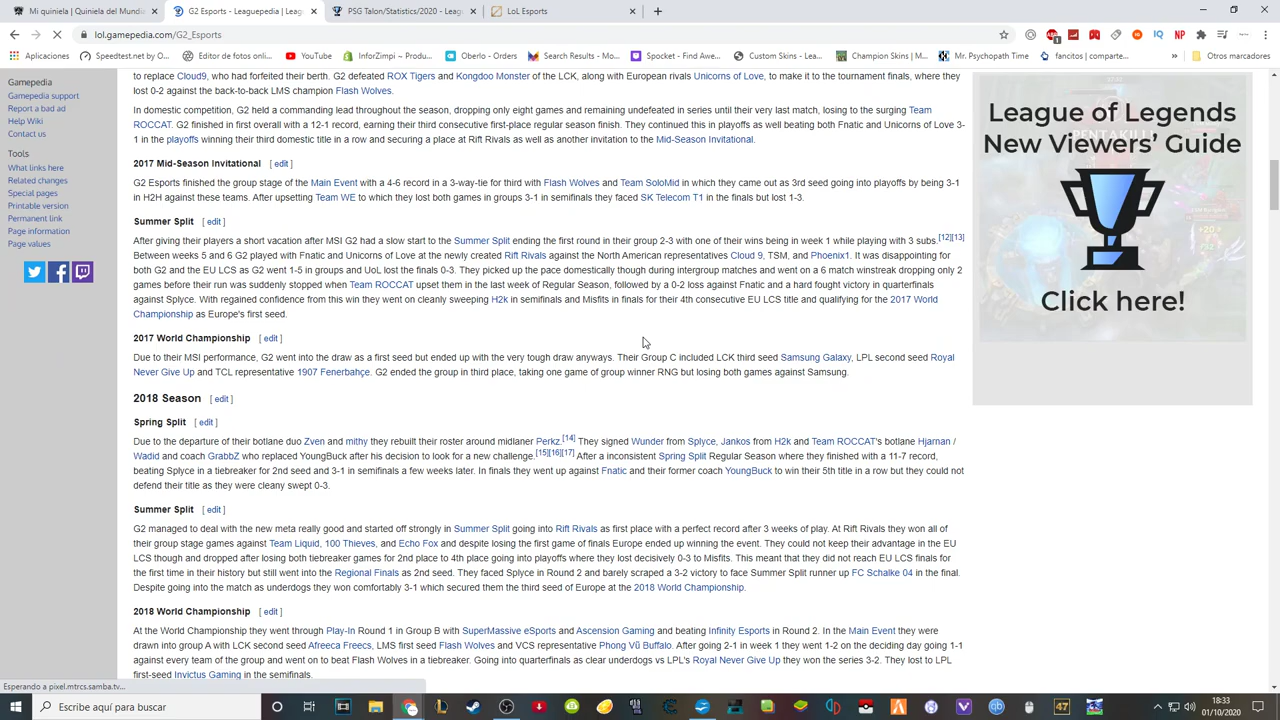 Mi quiniela, Quiniela del Mundia
G2 Esports - Leaguepedia | Leag
PSG Talon/Statistics/2020 - Leag
LoL Esports
lol.gamepedia.com/G2_Esports
Aplicaciones
Speedtest.net by O...
Editor de fotos onli...
YouTube
InforZimpi ~ Produ...
Oberlo - Orders
Search Results - Mo...
Spocket - Find Awe...
Custom Skins - Lea...
Champion Skins | M...
Mr. Psychopath Time
fancitos | comparte...
Otros marcadores
Gamepedia
Gamepedia support
Report a bad ad
Help Wiki
Contact us
Tools
What links here
Related changes
Special pages
Printable version
Permanent link
Page information
Page values
to replace Cloud9, who had forfeited their berth. G2 defeated ROX Tigers and Kongdoo Monster of the LCK, along with European rivals Unicorns of Love, to make it to the tournament finals, where they
lost 0-2 against the back-to-back LMS champion Flash Wolves.
In domestic competition, G2 held a commanding lead throughout the season, dropping only eight games and remaining undefeated in series until their very last match, losing to the surging Team
ROCCAT. G2 finished in first overall with a 12-1 record, earning their third consecutive first-place regular season finish. They continued this in playoffs as well beating both Fnatic and Unicorns of Love 3-
1 in the playoffs winning their third domestic title in a row and securing a place at Rift Rivals as well as another invitation to the Mid-Season Invitational.
2017 Mid-Season Invitational [ edit ]
G2 Esports finished the group stage of the Main Event with a 4-6 record in a 3-way-tie for third with Flash Wolves and Team SoloMid in which they came out as 3rd seed going into playoffs by being 3-1
in H2H against these teams. After upsetting Team WE to which they lost both games in groups 3-1 in semifinals they faced SK Telecom T1 in the finals but lost 1-3.
Summer Split [ edit ]
After giving their players a short vacation after MSI G2 had a slow start to the Summer Split ending the first round in their group 2-3 with one of their wins being in week 1 while playing with 3 subs.[12][13]
Between weeks 5 and 6 G2 played with Fnatic and Unicorns of Love at the newly created Rift Rivals against the North American representatives Cloud 9, TSM, and Phoenix1. It was disappointing for
both G2 and the EU LCS as G2 went 1-5 in groups and UoL lost the finals 0-3. They picked up the pace domestically though during intergroup matches and went on a 6 match winstreak dropping only 2
games before their run was suddenly stopped when Team ROCCAT upset them in the last week of Regular Season, followed by a 0-2 loss against Fnatic and a hard fought victory in quarterfinals
against Splyce. With regained confidence from this win they went on cleanly sweeping H2k in semifinals and Misfits in finals for their 4th consecutive EU LCS title and qualifying for the 2017 World
Championship as Europe's first seed.
2017 World Championship [ edit ]
Due to their MSI performance, G2 went into the draw as a first seed but ended up with the very tough draw anyways. Their Group C included LCK third seed Samsung Galaxy, LPL second seed Royal
Never Give Up and TCL representative 1907 Fenerbahçe. G2 ended the group in third place, taking one game of group winner RNG but losing both games against Samsung.
2018 Season [ edit ]
Spring Split [ edit ]
Due to the departure of their botlane duo Zven and mithy they rebuilt their roster around midlaner Perkz.[14] They signed Wunder from Splyce, Jankos from H2k and Team ROCCAT's botlane Hjarnan /
Wadid and coach GrabbZ who replaced YoungBuck after his decision to look for a new challenge.[15][16][17] After a inconsistent Spring Split Regular Season where they finished with a 11-7 record,
beating Splyce in a tiebreaker for 2nd seed and 3-1 in semifinals a few weeks later. In finals they went up against Fnatic and their former coach YoungBuck to win their 5th title in a row but they could not
defend their title as they were cleany swept 0-3.
Summer Split [ edit ]
G2 managed to deal with the new meta really good and started off strongly in Summer Split going into Rift Rivals as first place with a perfect record after 3 weeks of play. At Rift Rivals they won all of
their group stage games against Team Liquid, 100 Thieves, and Echo Fox and despite losing the first game of finals Europe ended up winning the event. They could not keep their advantage in the EU
LCS though and dropped after losing both tiebreaker games for 2nd place to 4th place going into playoffs where they lost decisively 0-3 to Misfits. This meant that they did not reach EU LCS finals for
the first time in their history but still went into the Regional Finals as 2nd seed. They faced Splyce in Round 2 and barely scraped a 3-2 victory to face Summer Split runner up FC Schalke 04 in the final.
Despite going into the match as underdogs they won comfortably 3-1 which secured them the third seed of Europe at the 2018 World Championship.
2018 World Championship [ edit ]
At the World Championship they went through Play-In Round 1 in Group B with SuperMassive eSports and Ascension Gaming and beating Infinity Esports in Round 2. In the Main Event they were
drawn into group A with LCK second seed Afreeca Freecs, LMS first seed Flash Wolves and VCS representative Phong Vũ Buffalo. After going 2-1 in week 1 they went 1-2 on the deciding day going 1-1
against every team of the group and went on to beat Flash Wolves in a tiebreaker. Going into quarterfinals as clear underdogs vs LPL's Royal Never Give Up they won the series 3-2. They lost to LPL
first-seed Invictus Gaming in the semifinals.
League of Legends
New Viewers' Guide
Click here!
Esperando a pixel.mtrcs.samba.tv...
Escribe aquí para buscar
18:33
01/10/2020